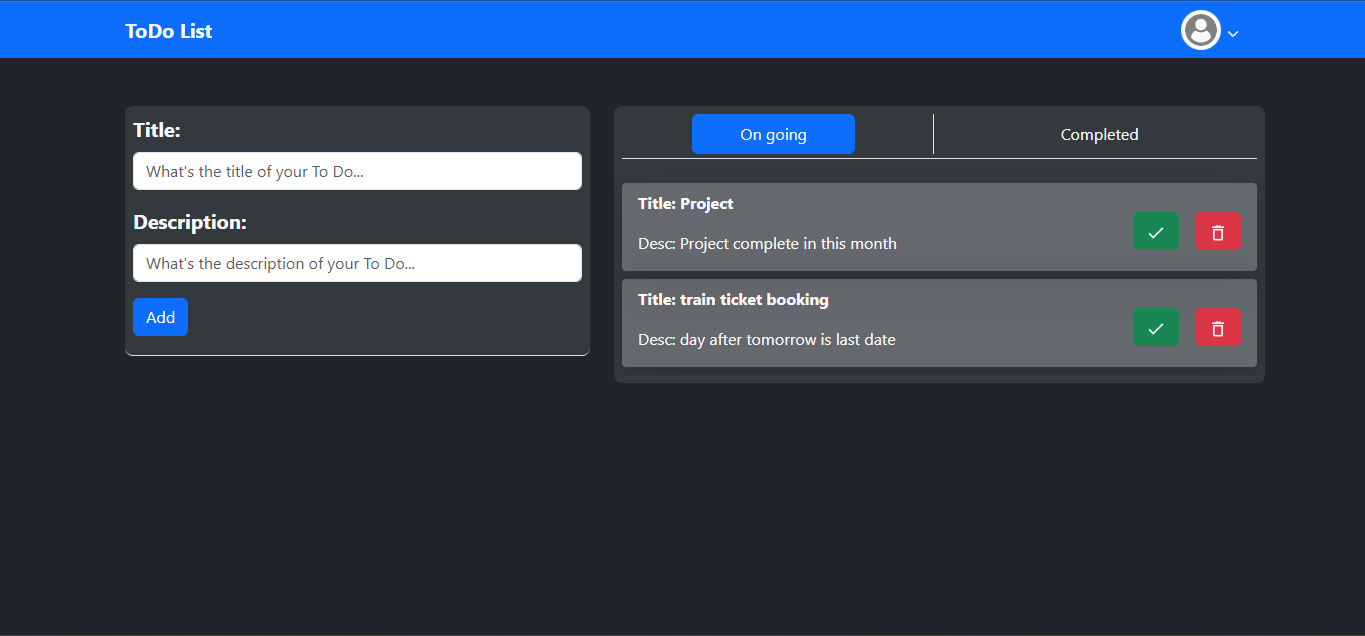 ToDo List
Title:
What's the title of your To Do...
Description:
What's the description of your To Do...
Add
On going
Completed
Title: Project
Desc: Project complete in this month
Title: train ticket booking
Desc: day after tomorrow is last date